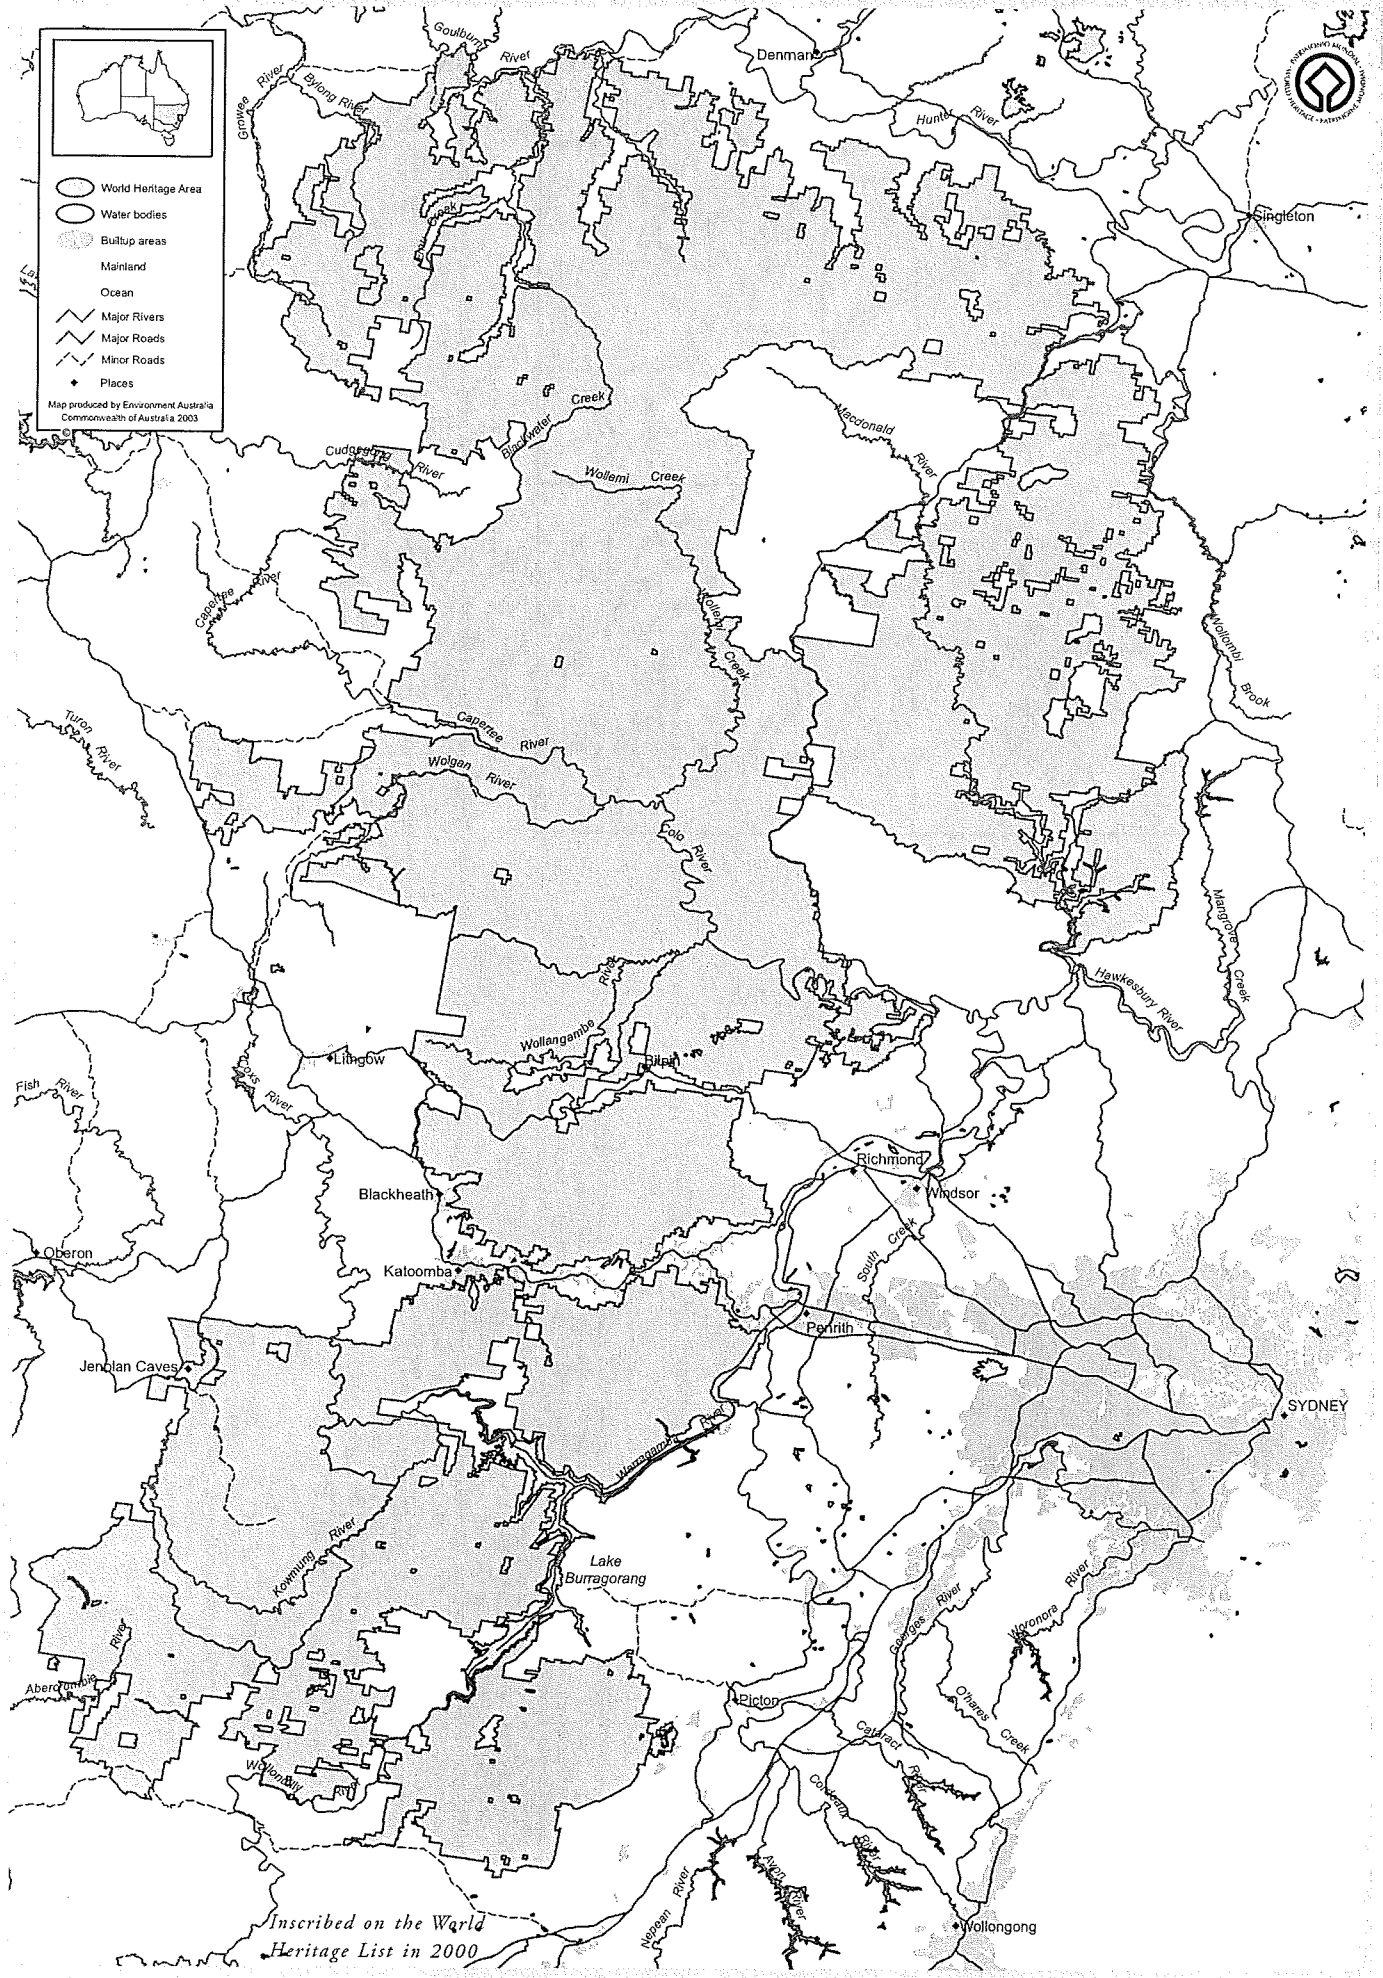 Goulburn
River
Denman
River
Growee
Bylong River
Hunter River
World Heritage Area
Water bodies
Builtup areas
Mainland
Ocean
Major Rivers
Major Roads
Minor Roads
Places
Map produced by Environment Australia
Commonwealth of Australia 2003
©
Creek
Singleton
Blackwater Creek
Macdonald River
Cudgegong River
Wollemi Creek
Capertee River
Wollemi Creek
Wollombi Brook
Turon River
Capertee River
Wolgan River
Colo River
Mangrove Creek
Hawkesbury River
Wollangambe River
Bilpin
Lithgow
Coxs River
Fish River
Richmond
Windsor
Blackheath
South Creek
Oberon
Katoomba
Penrith
Jenolan Caves
SYDNEY
Warragamba River
Kowmung River
Lake
Burragorang
Georges River
Woronora River
Abercrombie River
Picton
O'hares Creek
Cataract River
Wollondilly River
Cordeaux River
Avon River
Nepean River
Wollongong
Inscribed on the World
Heritage List in 2000